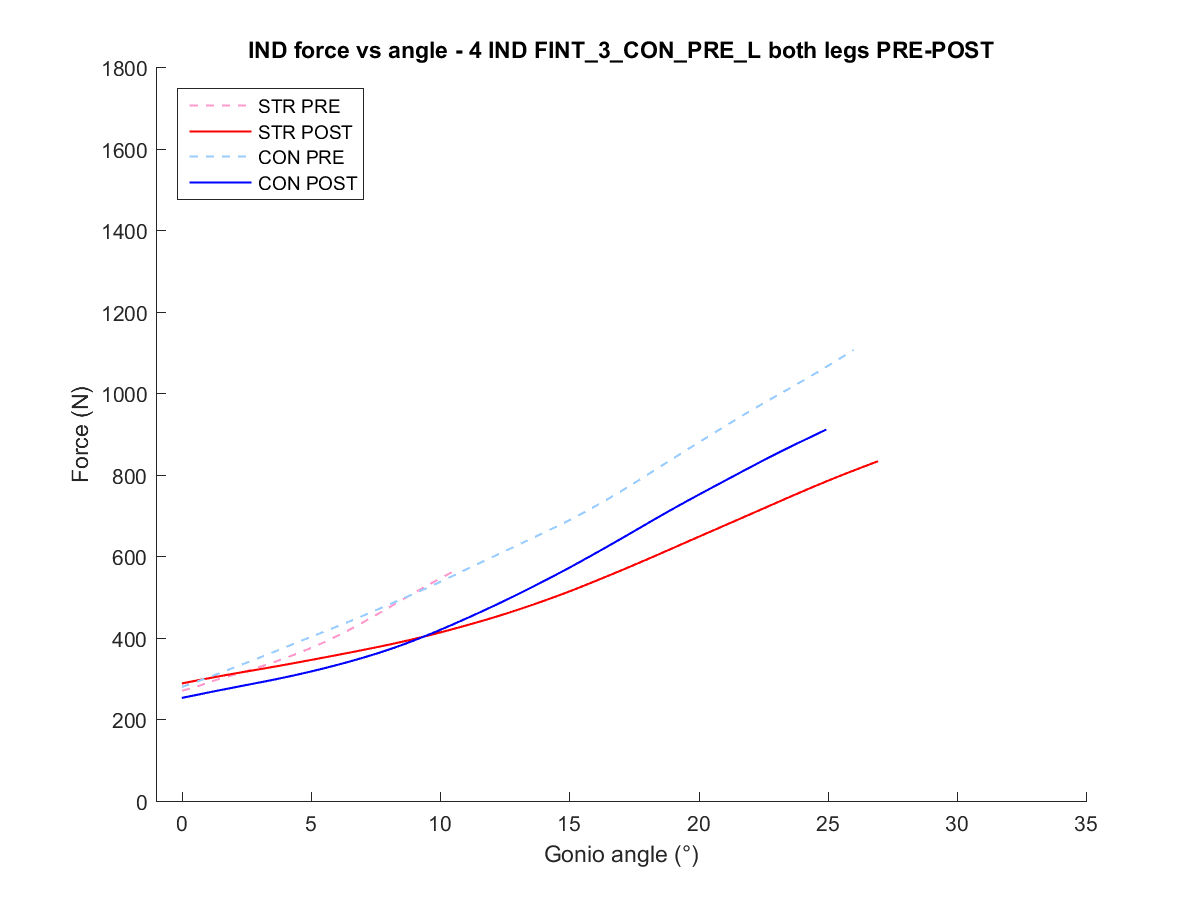 IND force vs angle - 4 IND FINT_3_CON_PRE_L both legs PRE-POST
1800
1600
1400
1200
1000
800
600
400
200
0
Force (N)
STR PRE
STR POST
CON PRE
CON POST
0 5 10 15 20 25 30 35
Gonio angle (°)